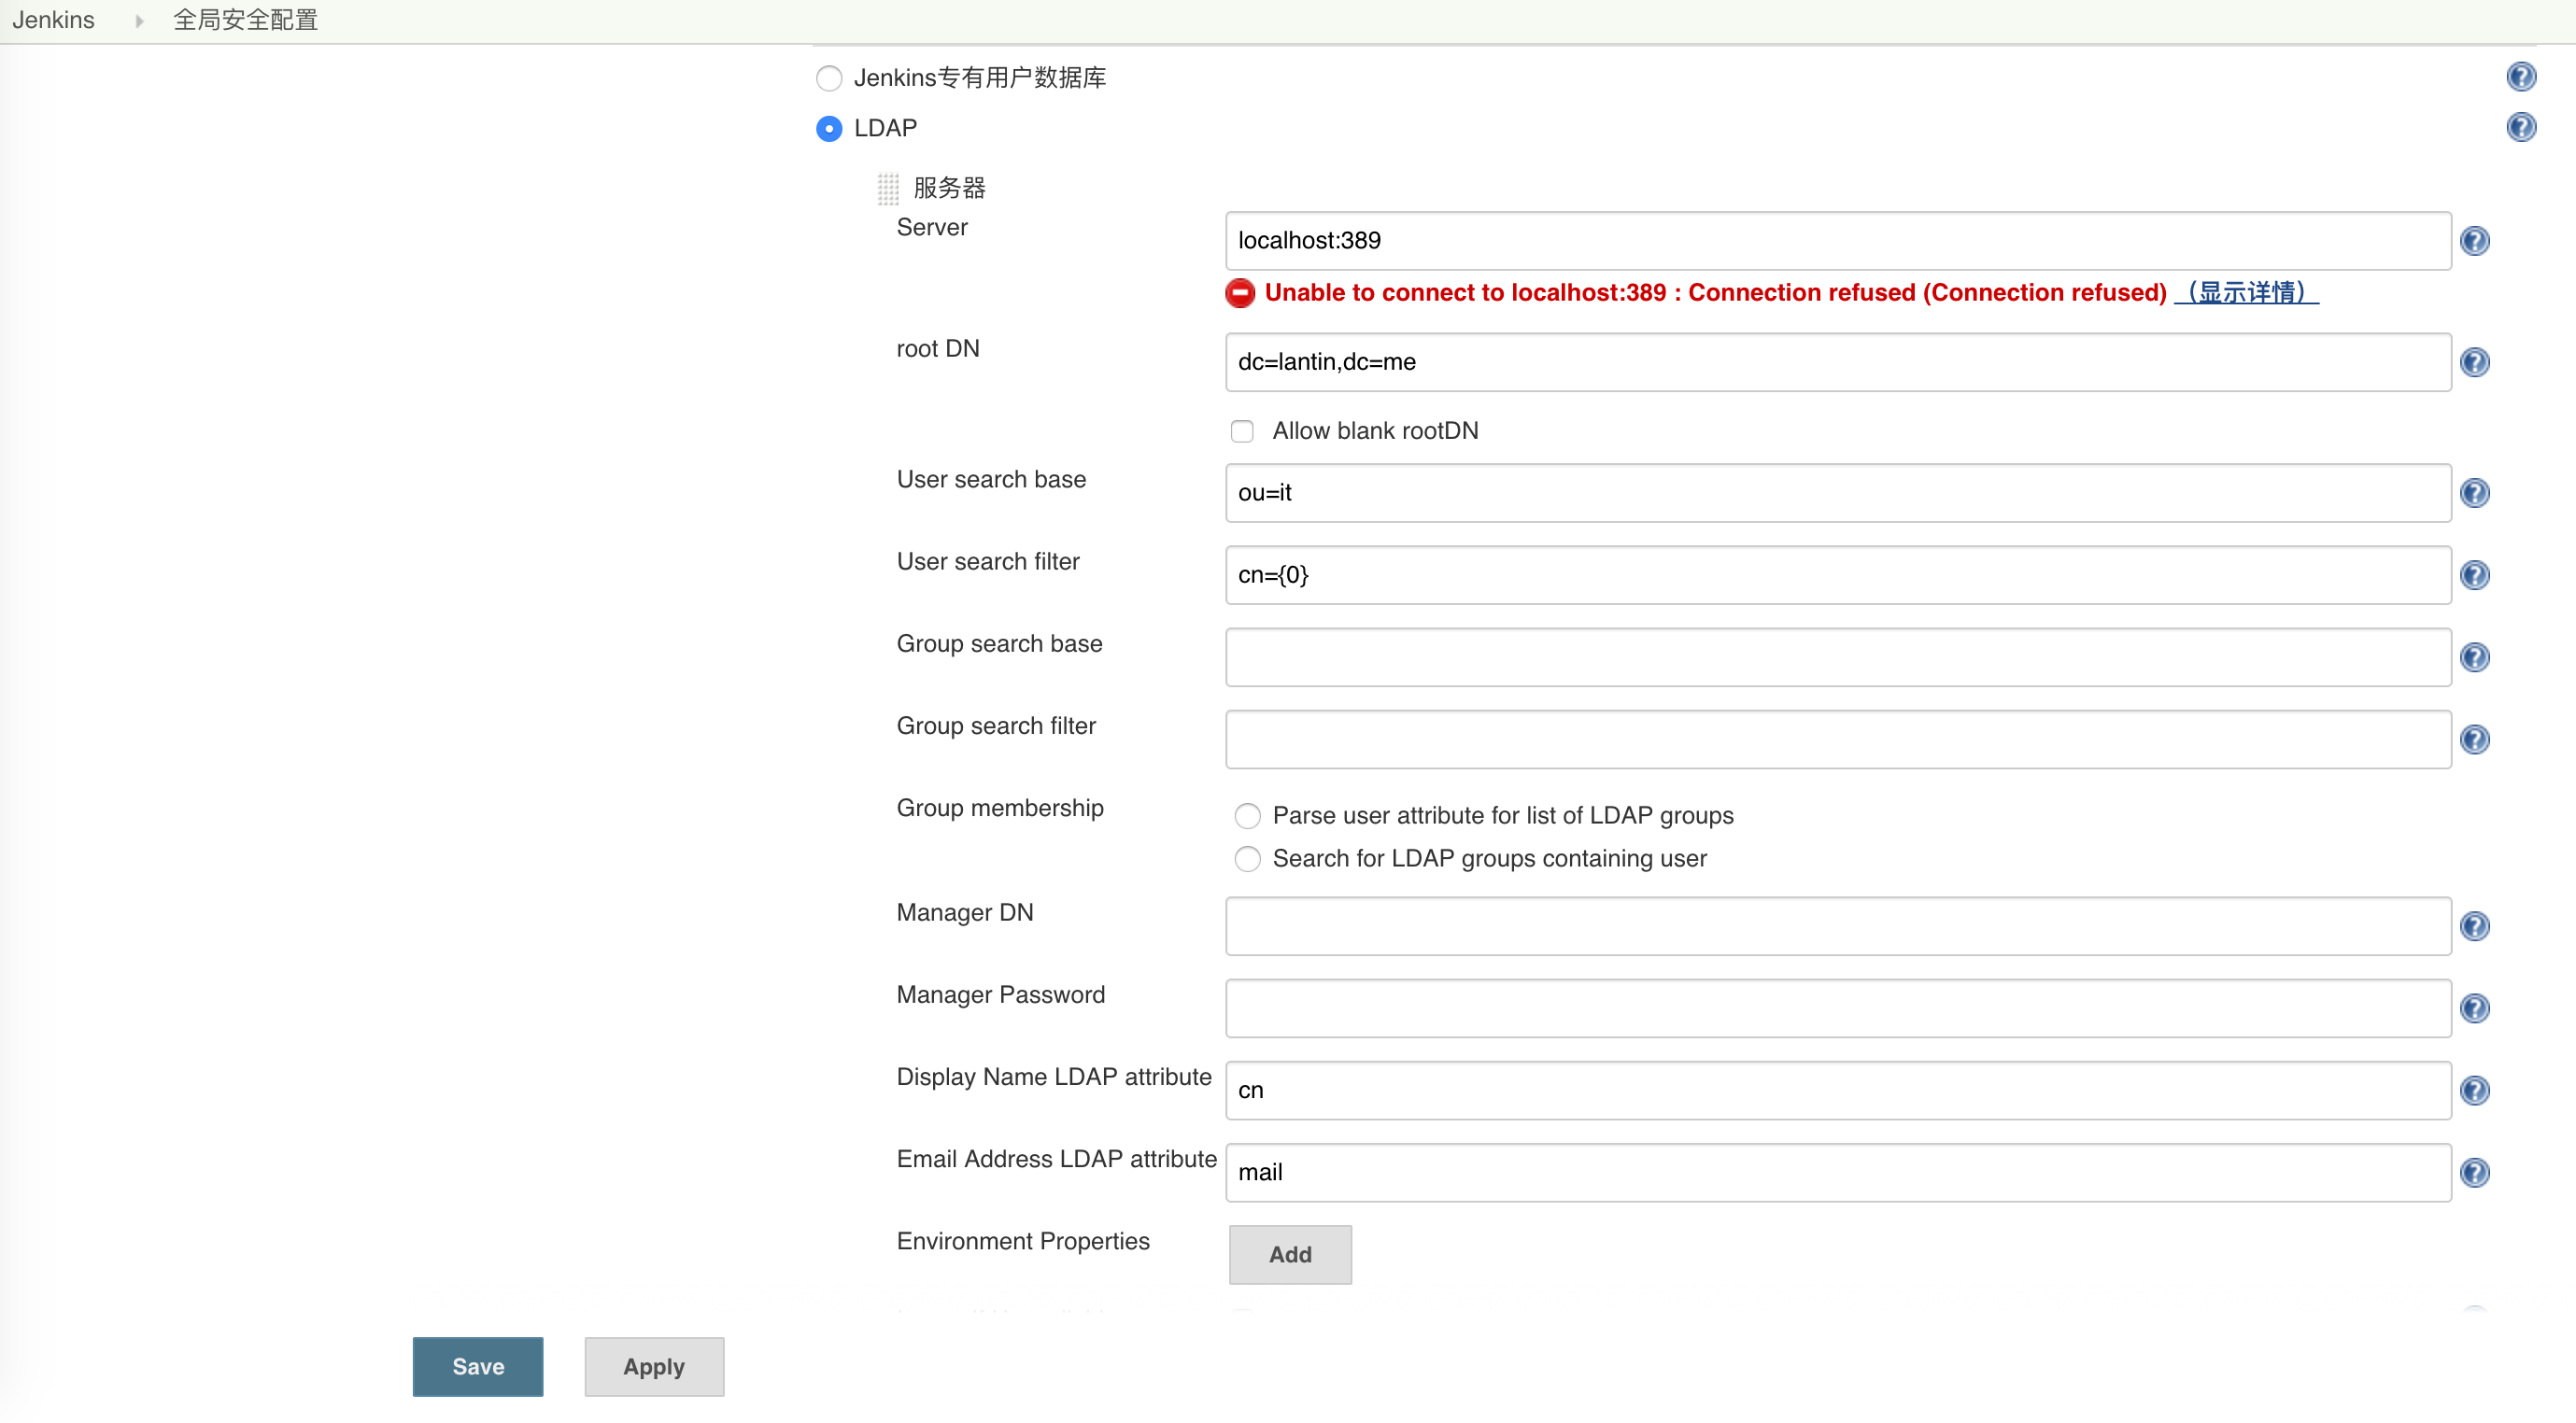 Jenkins 全局安全配置
Jenkins专有用户数据库
LDAP
服务器
Server
localhost:389
Unable to connect to localhost:389 : Connection refused (Connection refused) （显示详情）
root DN
dc=lantin,dc=me
Allow blank rootDN
User search base
ou=it
User search filter
cn={0}
Group search base
Group search filter
Group membership
Parse user attribute for list of LDAP groups
Search for LDAP groups containing user
Manager DN
Manager Password
Display Name LDAP attribute
cn
Email Address LDAP attribute
mail
Environment Properties
Add
Save Apply